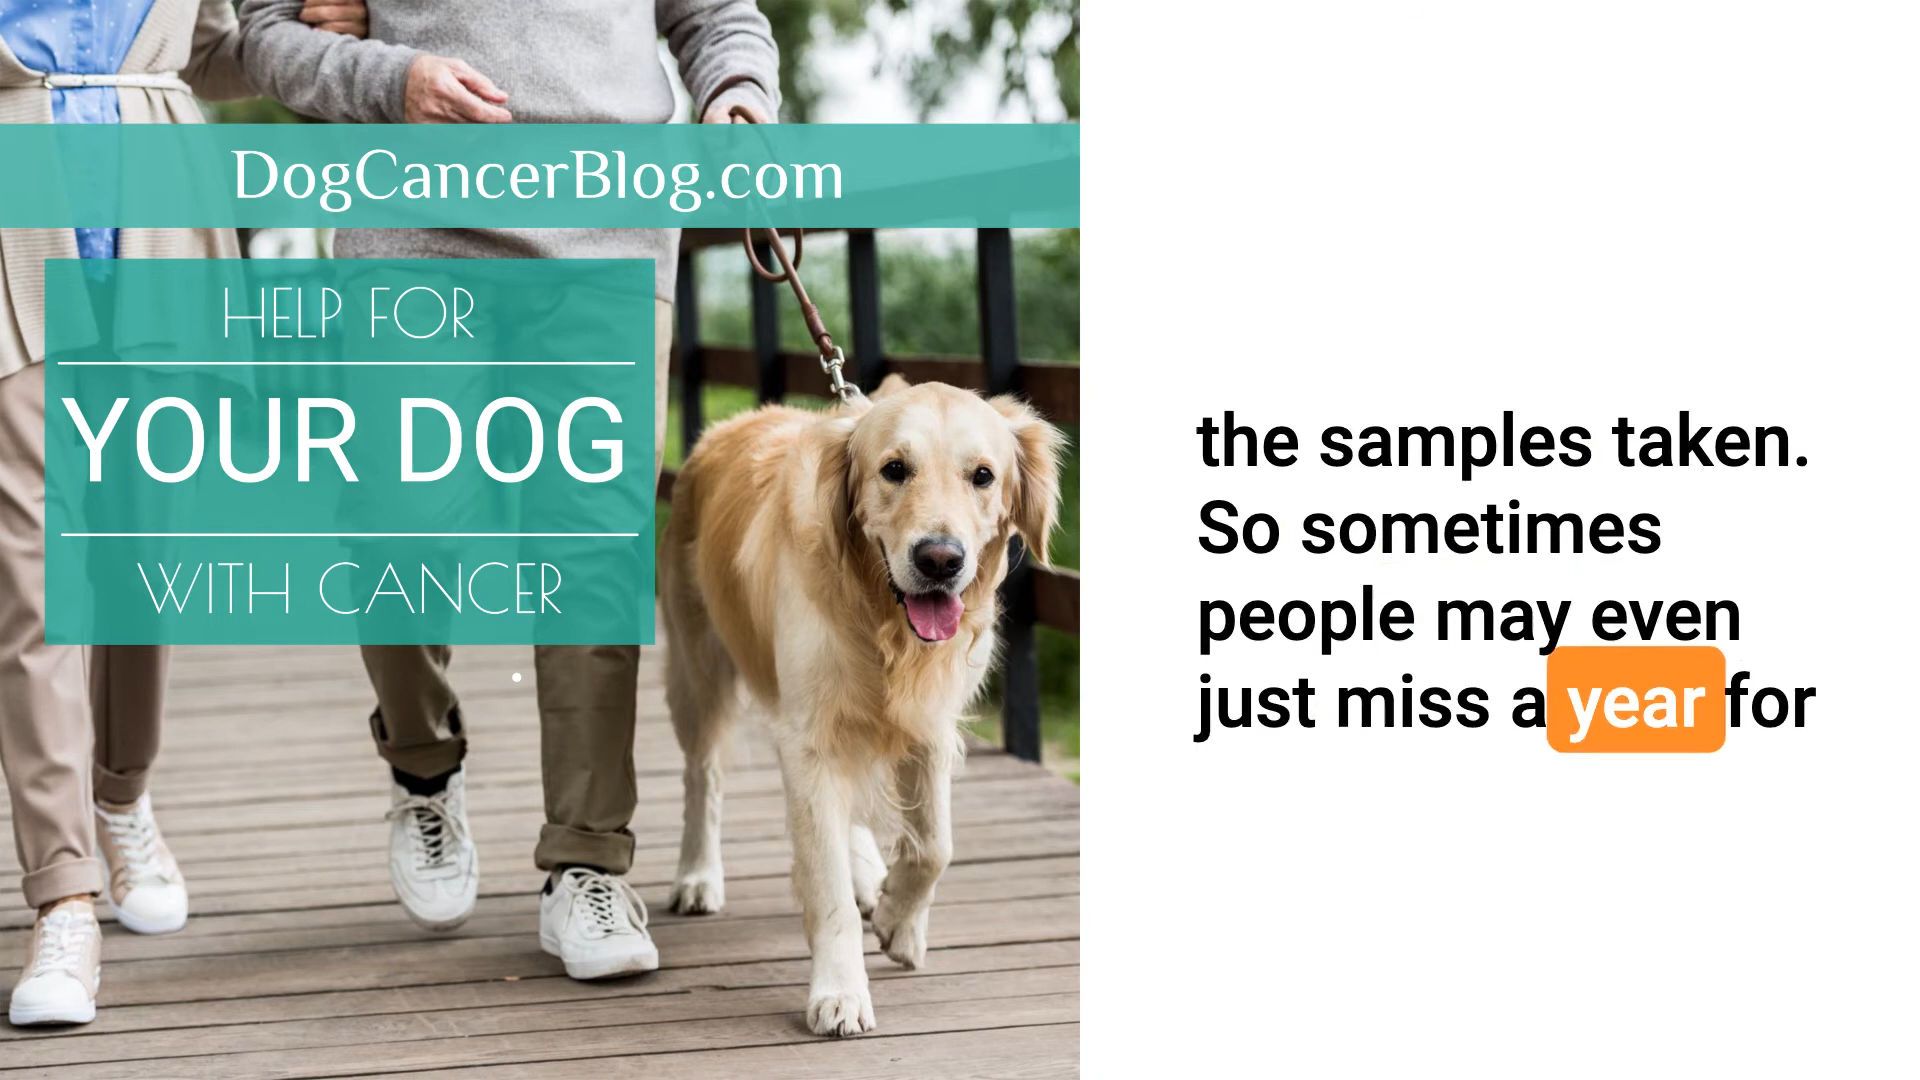 DogCancerBlog.com
HELP FOR
YOUR DOG
WITH CANCER
the samples taken.
So sometimes
people may even
just miss a year for